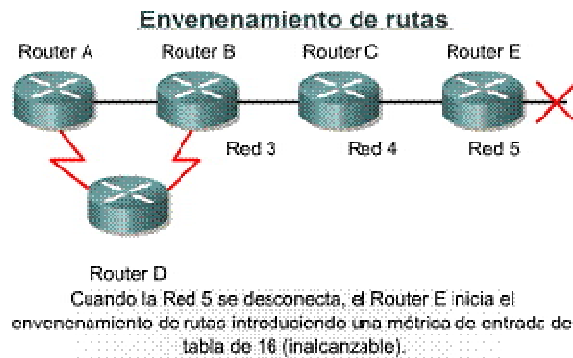 Envenenamiento de rutas
Router A
Router B
Router C
Router E
Red 3
Red 4
Red 5
Router D
Cuando la Red 5 se desconecta, el Router E inicia el
envenenamiento de rutas introduciendo una métrica de entrada de
tabla de 16 (inalcanzable).